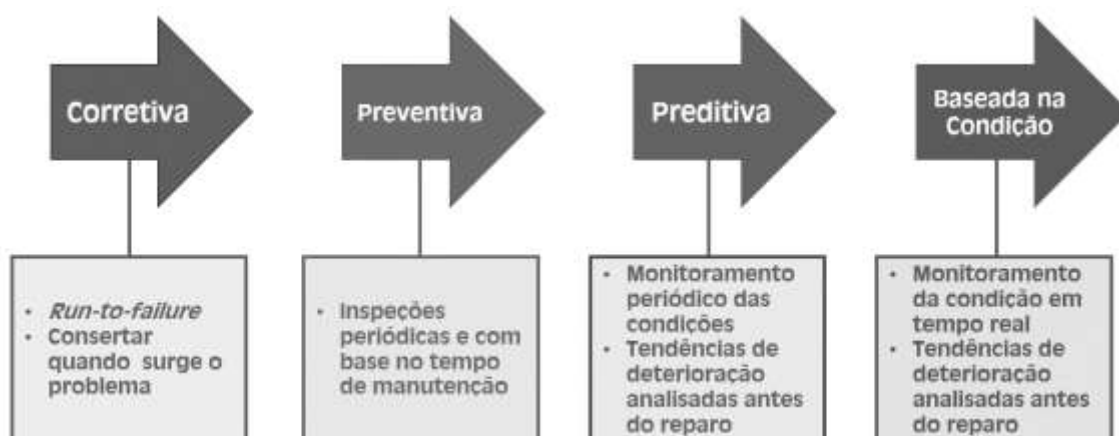 Corretiva
Preventiva
Preditiva
Baseada na
Condição
• Run-to-failure
• Consertar
quando surge o
problema
• Inspeções
periódicas e com
base no tempo
de manutenção
• Monitoramento
periódico das
condições
• Tendências de
deterioração
analisadas antes
do reparo
• Monitoramento
da condição em
tempo real
• Tendências de
deterioração
analisadas antes
do reparo